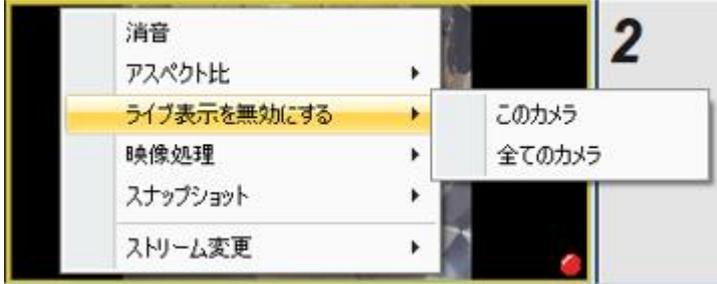 消音
アスペクト比
ライブ表示を無効にする
映像処理
スナップショット
ストリーム変更
このカメラ
全てのカメラ
2